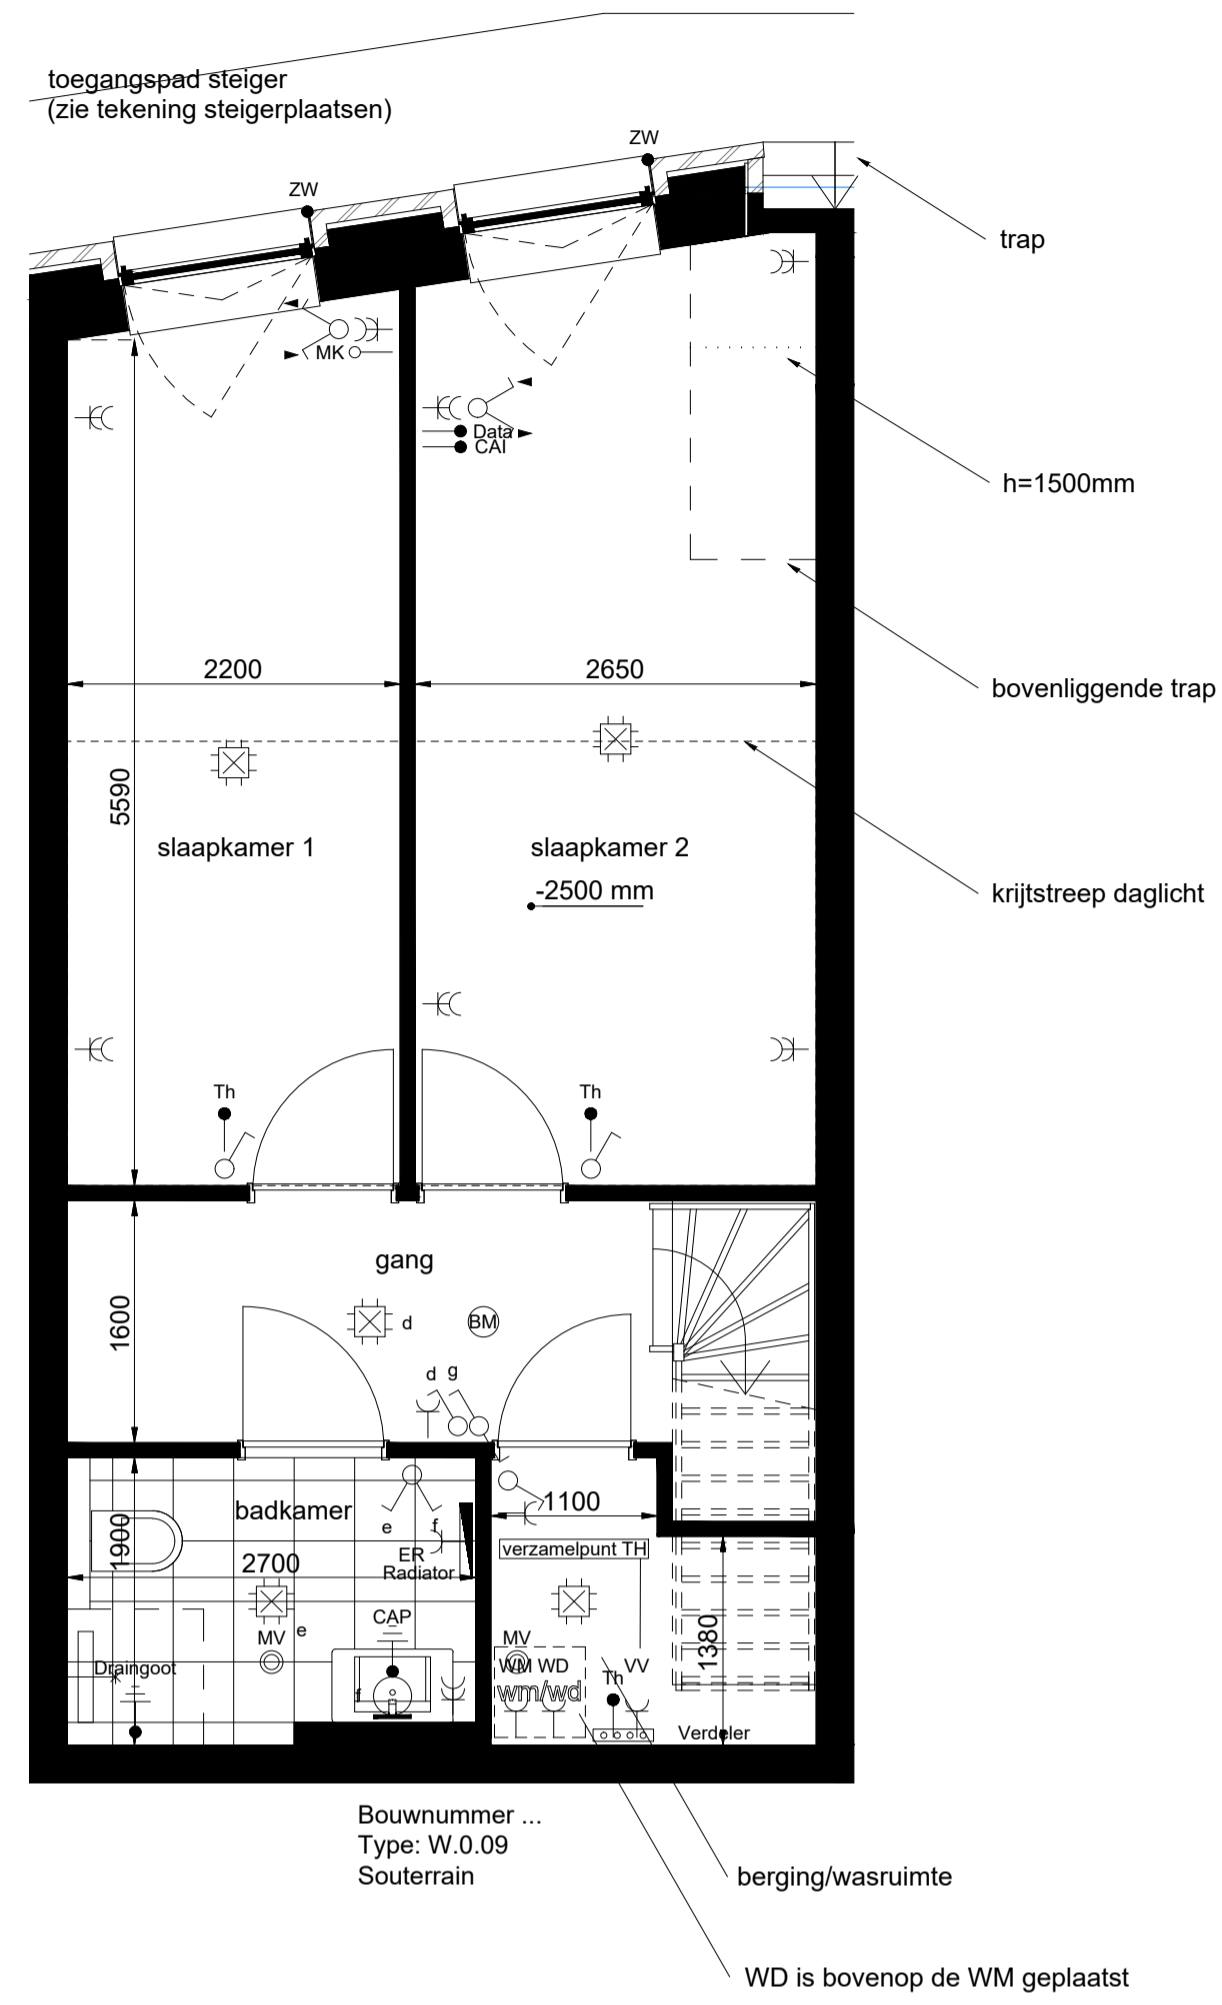 toegangspad steiger
(zie tekening steigerplaatsen)
ZW
ZW
trap
MK
Data
CAI
h=1500mm
2200
2650
bovenliggende trap
5590
slaapkamer 1
slaapkamer 2
-2500 mm
krijtstreep daglicht
Th
Th
gang
1600
d
BM
d g
badkamer
1900
2700
e
f
ER
Radiator
1100
verzamelpunt TH
MV
e
CAP
Draingoot
f
MV
WM WD
wm/wd
Th
VV
1380
Verdeler
Bouwnummer ...
Type: W.0.09
Souterrain
berging/wasruimte
WD is bovenop de WM geplaatst